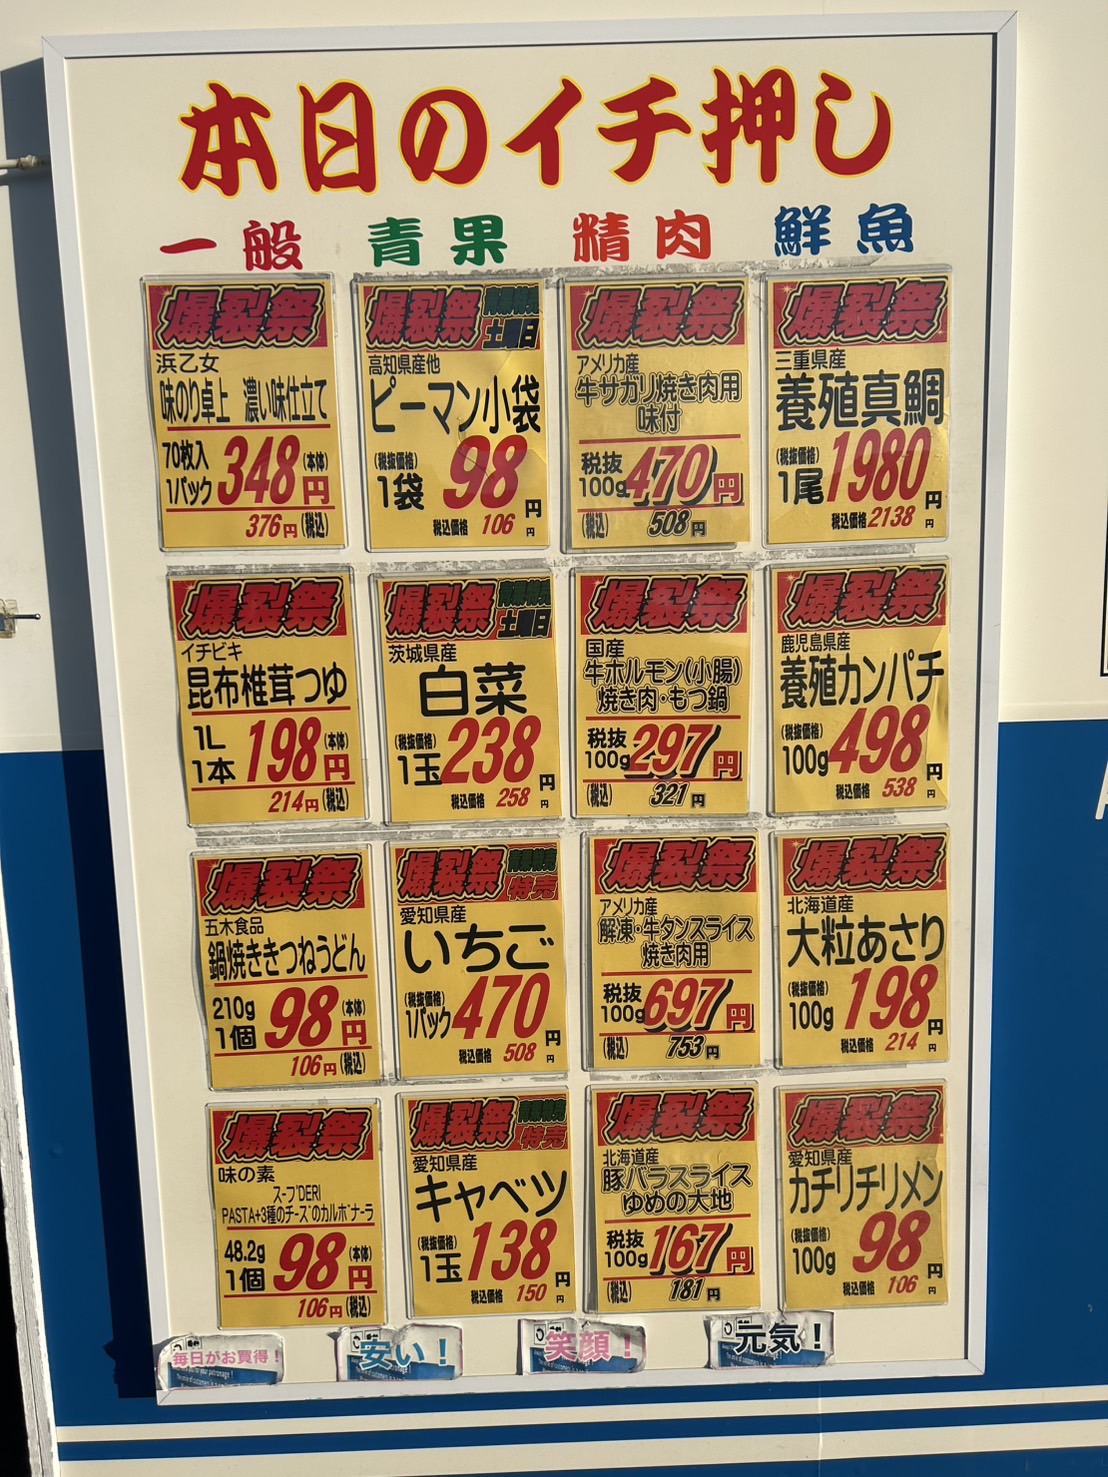 本日のイチ押し
一般 青果 精肉 鮮魚
爆裂祭
浜乙女
味のり卓上 濃い味仕立て
70枚入
1パック 348円(本体)
376円(税込)
爆裂祭
土曜日
高知県産他
ピーマン小袋
(税抜価格)
1袋 98円
税込価格 106円
爆裂祭
アメリカ産
牛サガリ焼き肉用
味付
税抜
100g 470円
(税込) 508円
爆裂祭
三重県産
養殖真鯛
(税抜価格)
1尾 1980円
税込価格 2138円
爆裂祭
イチビキ
昆布椎茸つゆ
1L
1本 198円(本体)
214円(税込)
爆裂祭
土曜日
茨城県産
白菜
(税抜価格)
1玉 238円
税込価格 258円
爆裂祭
国産
牛ホルモン(小腸)
焼き肉・もつ鍋
税抜
100g 297円
(税込) 321円
爆裂祭
鹿児島県産
養殖カンパチ
(税抜価格)
100g 498円
税込価格 538円
爆裂祭
五木食品
鍋焼ききつねうどん
210g
1個 98円(本体)
106円(税込)
爆裂祭
特売
愛知県産
いちご
(税抜価格)
1パック 470円
税込価格 508円
爆裂祭
アメリカ産
解凍・牛タンスライス
焼き肉用
税抜
100g 697円
(税込) 753円
爆裂祭
北海道産
大粒あさり
(税抜価格)
100g 198円
税込価格 214円
爆裂祭
味の素
スープDELI
PASTA+3種のチーズのカルボナーラ
48.2g
1個 98円(本体)
106円(税込)
爆裂祭
特売
愛知県産
キャベツ
(税抜価格)
1玉 138円
税込価格 150円
爆裂祭
北海道産
豚バラスライス
ゆめの大地
税抜
100g 167円
(税込) 181円
爆裂祭
愛知県産
カチリチリメン
(税抜価格)
100g 98円
税込価格 106円
毎日がお買得! 安い! 笑顔! 元気!